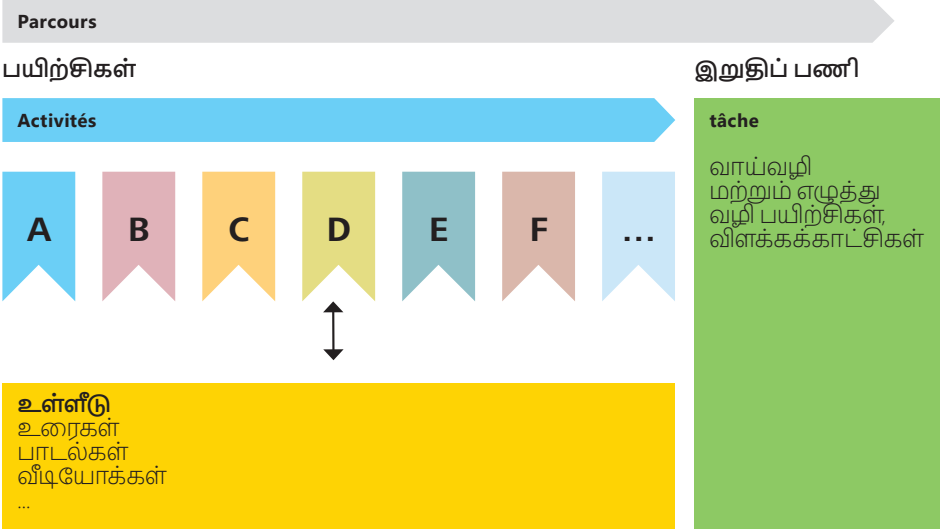 Parcours
பயிற்சிகள்
இறுதிப் பணி
Activités
tâche
வாய்வழி
மற்றும் எழுத்து
வழி பயிற்சிகள்,
விளக்கக்காட்சிகள்
A B C D E F ...
உள்ளீடு
உரைகள்
பாடல்கள்
வீடியோக்கள்
...